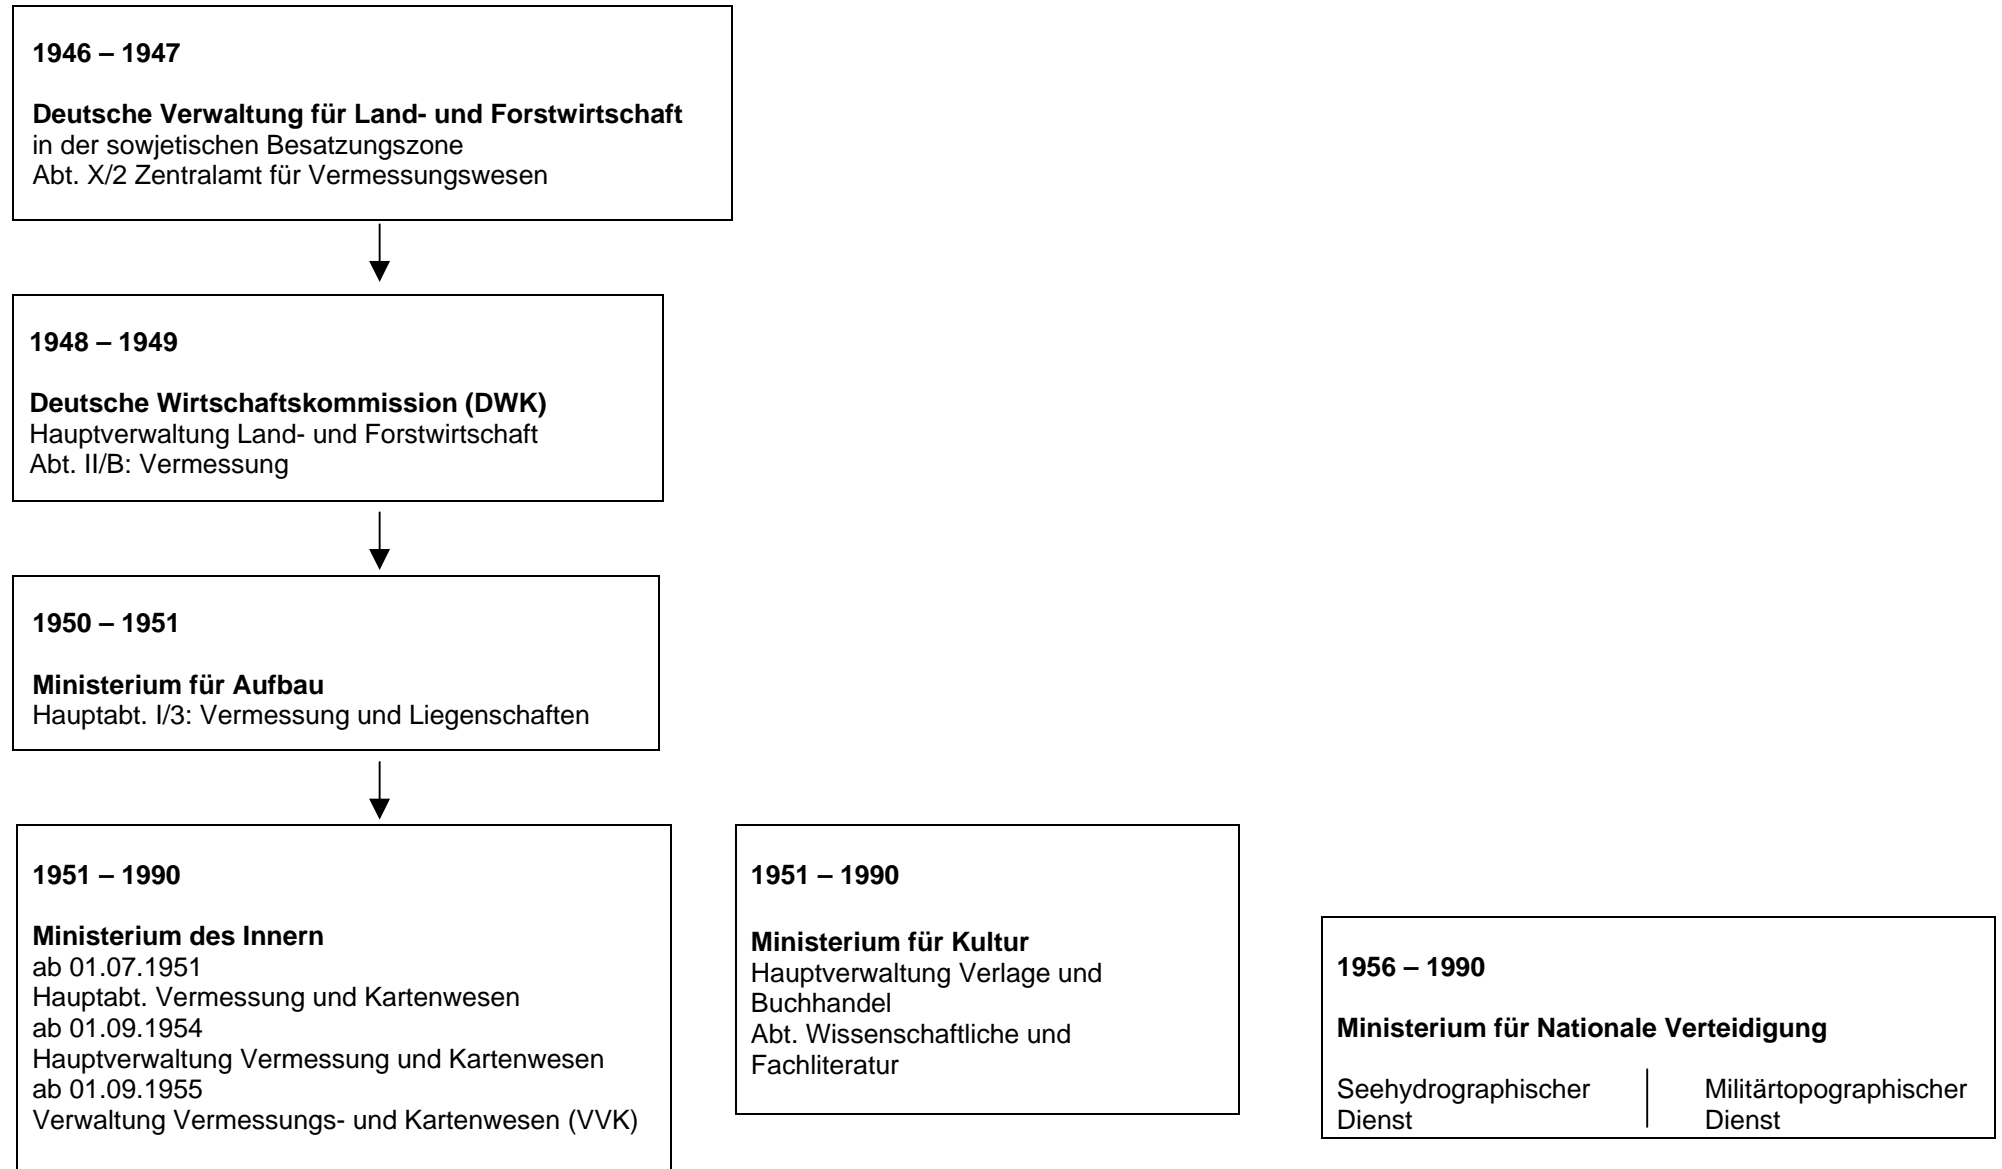 1946 – 1947
Deutsche Verwaltung für Land- und Forstwirtschaft
in der sowjetischen Besatzungszone
Abt. X/2 Zentralamt für Vermessungswesen
1948 – 1949
Deutsche Wirtschaftskommission (DWK)
Hauptverwaltung Land- und Forstwirtschaft
Abt. II/B: Vermessung
1950 – 1951
Ministerium für Aufbau
Hauptabt. I/3: Vermessung und Liegenschaften
1951 – 1990
Ministerium des Innern
ab 01.07.1951
Hauptabt. Vermessung und Kartenwesen
ab 01.09.1954
Hauptverwaltung Vermessung und Kartenwesen
ab 01.09.1955
Verwaltung Vermessungs- und Kartenwesen (VVK)
1951 – 1990
Ministerium für Kultur
Hauptverwaltung Verlage und
Buchhandel
Abt. Wissenschaftliche und
Fachliteratur
1956 – 1990
Ministerium für Nationale Verteidigung
Seehydrographischer
Dienst
Militärtopographischer
Dienst